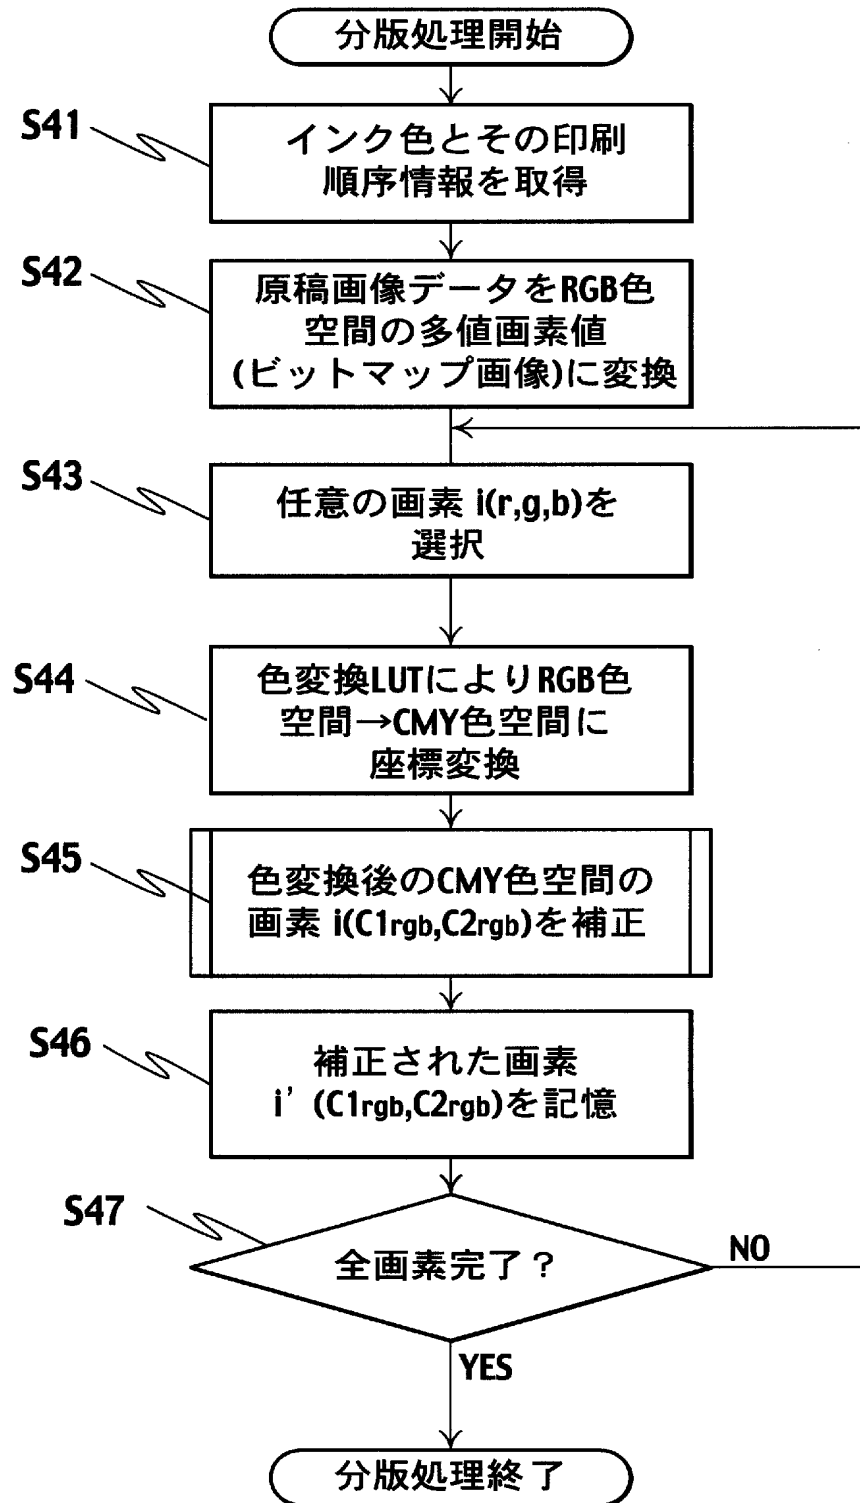 分版処理開始
S41
インク色とその印刷
順序情報を取得
S42
原稿画像データをRGB色
空間の多値画素値
(ビットマップ画像)に変換
S43
任意の画素 i(r,g,b)を
選択
S44
色変換LUTによりRGB色
空間→CMY色空間に
座標変換
S45
色変換後のCMY色空間の
画素 i(C1rgb,C2rgb)を補正
S46
補正された画素
i' (C1rgb,C2rgb)を記憶
S47
全画素完了?
NO
YES
分版処理終了